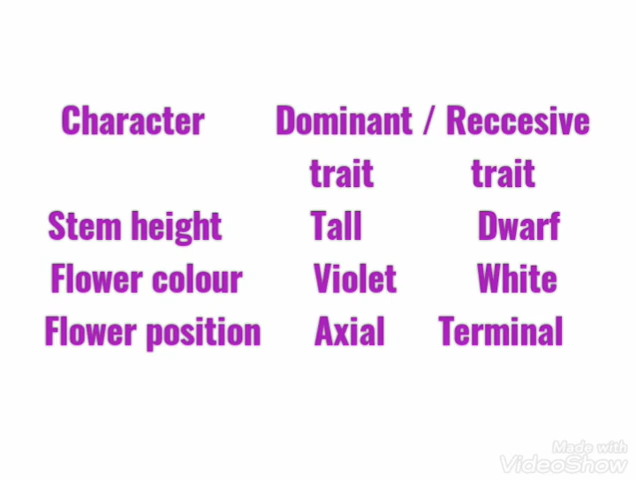 Character Dominant / Reccesive
trait trait
Stem height Tall Dwarf
Flower colour Violet White
Flower position Axial Terminal
Made with
VideoShow